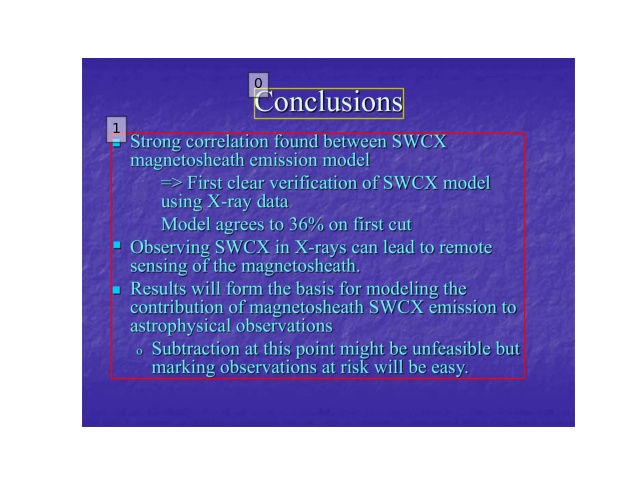 0
Conclusions
1
Strong correlation found between SWCX
magnetosheath emission model
=> First clear verification of SWCX model
using X-ray data
Model agrees to 36% on first cut
Observing SWCX in X-rays can lead to remote
sensing of the magnetosheath.
Results will form the basis for modeling the
contribution of magnetosheath SWCX emission to
astrophysical observations
o Subtraction at this point might be unfeasible but
marking observations at risk will be easy.